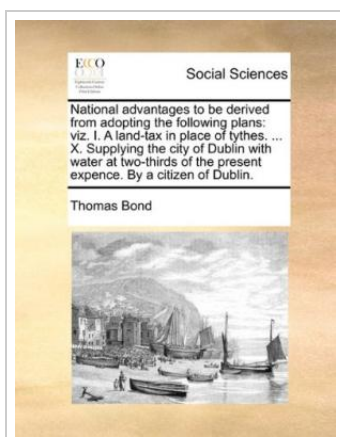 ECCO
Social Sciences
National advantages to be derived
from adopting the following plans:
viz. I. A land-tax in place of tythes. ...
X. Supplying the city of Dublin with
water at two-thirds of the present
expence. By a citizen of Dublin.
Thomas Bond